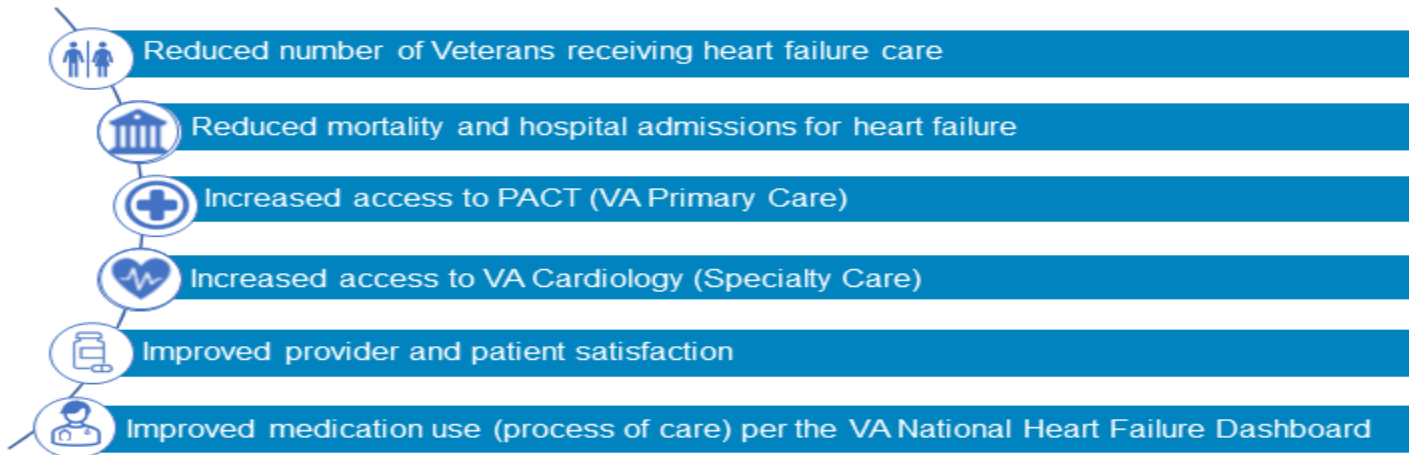 Reduced number of Veterans receiving heart failure care
Reduced mortality and hospital admissions for heart failure
Increased access to PACT (VA Primary Care)
Increased access to VA Cardiology (Specialty Care)
Improved provider and patient satisfaction
Improved medication use (process of care) per the VA National Heart Failure Dashboard